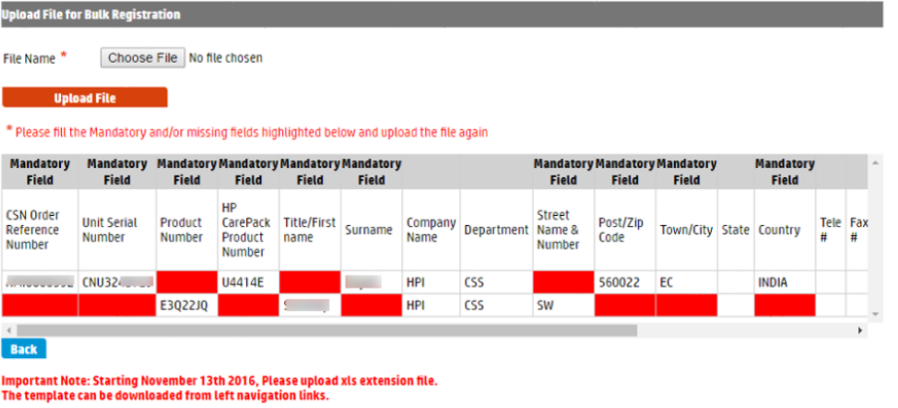 Upload File for Bulk Registration
File Name * Choose File No file chosen
Upload File
* Please fill the Mandatory and/or missing fields highlighted below and upload the file again
Mandatory Field Mandatory Field Mandatory Field Mandatory Field Mandatory Field Mandatory Field Mandatory Field Mandatory Field Mandatory Field Mandatory Field
CSN Order Reference Number Unit Serial Number Product Number HP CarePack Product Number Title/First name Surname Company Name Department Street Name & Number Post/Zip Code Town/City State Country Tele # Fax #
U4414E HPI CSS 560022 EC INDIA
E3Q22JQ HPI CSS SW
Back
Important Note: Starting November 13th 2016, Please upload xls extension file.
The template can be downloaded from left navigation links.